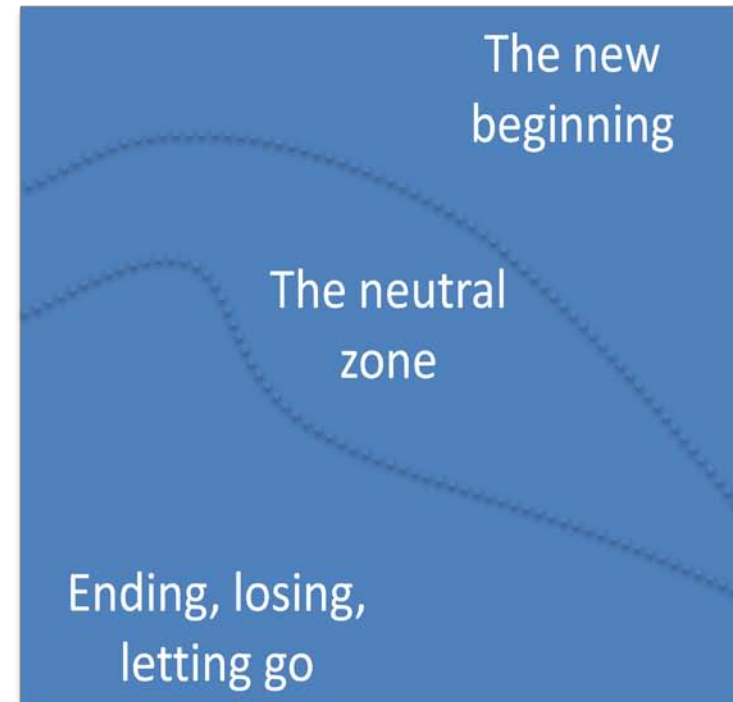 The new
beginning
The neutral
zone
Ending, losing,
letting go